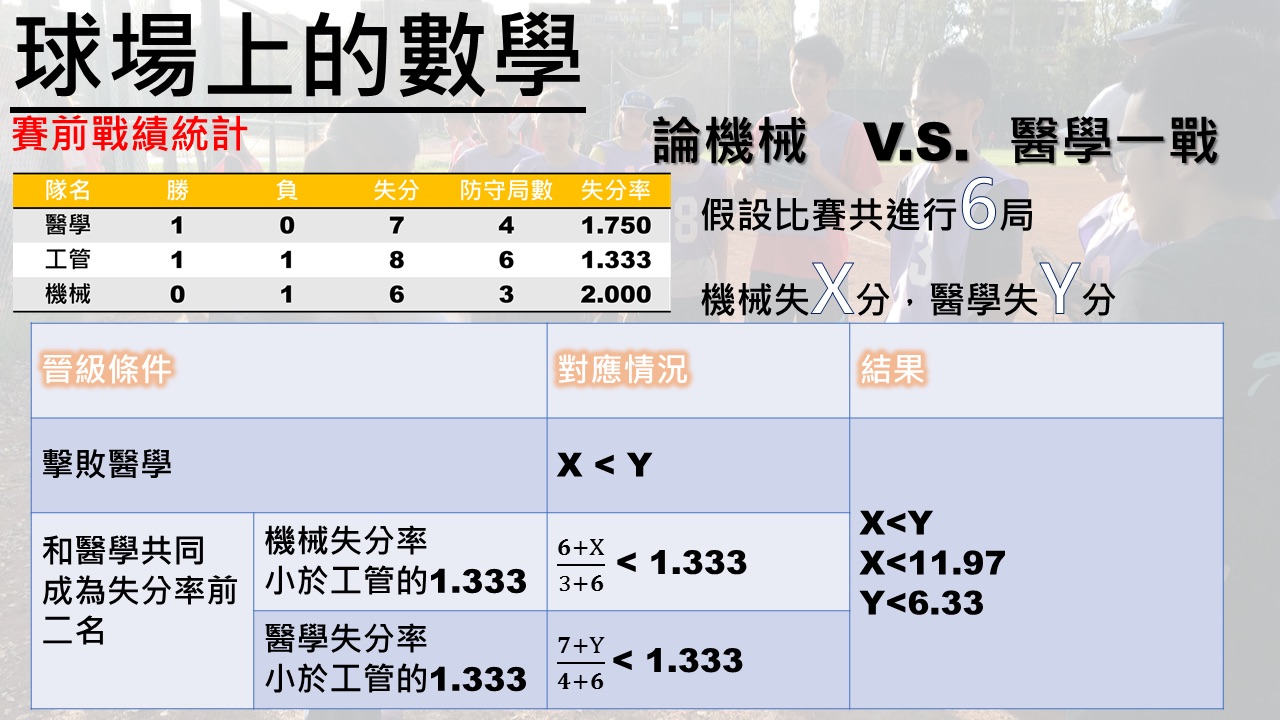 球場上的數學
賽前戰績統計
論機械 V.S. 醫學一戰
隊名 勝 負 失分 防守局數 失分率
醫學 1 0 7 4 1.750
工管 1 1 8 6 1.333
機械 0 1 6 3 2.000
假設比賽共進行6局
機械失X分，醫學失Y分
晉級條件 對應情況 結果
擊敗醫學 X < Y
和醫學共同
成為失分率前
二名
機械失分率
小於工管的1.333
6+X
3+6
< 1.333
醫學失分率
小於工管的1.333
7+Y
4+6
< 1.333
X<Y
X<11.97
Y<6.33